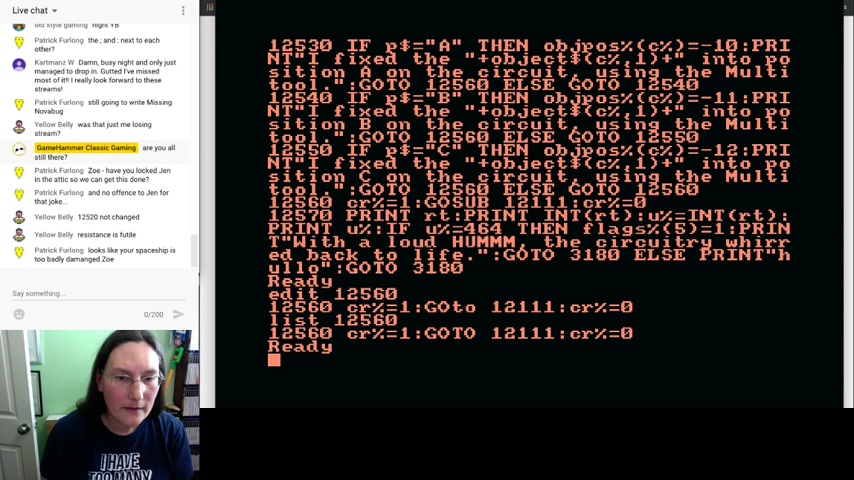 Live chat
old style gaming night YB
Patrick Furlong the ; and : next to each
other?
Kartmanz W Damn, busy night and only just
managed to drop in. Gutted I've missed
most of it!! I really look forward to these
streams!
Patrick Furlong still going to write Missing
Novabug
Yellow Belly was that just me losing
stream?
GameHammer Classic Gaming are you all
still there?
Patrick Furlong Zoe - have you locked Jen
in the attic so we can get this done?
Patrick Furlong and no offence to Jen for
that joke...
Yellow Belly 12520 not changed
Yellow Belly resistance is futile
Patrick Furlong looks like your spaceship is
too badly damanged Zoe
Say something...
0/200
12530 IF p$="A" THEN objpos%(c%)=-10:PRI
NT"I fixed the "+object$(c%,1)+" into po
sition A on the circuit, using the Multi
tool.":GOTO 12560 ELSE GOTO 12540
12540 IF p$="B" THEN objpos%(c%)=-11:PRI
NT"I fixed the "+object$(c%,1)+" into po
sition B on the circuit, using the Multi
tool.":GOTO 12560 ELSE GOTO 12550
12550 IF p$="C" THEN objpos%(c%)=-12:PRI
NT"I fixed the "+object$(c%,1)+" into po
sition C on the circuit, using the Multi
tool.":GOTO 12560 ELSE GOTO 12560
12560 cr%=1:GOSUB 12111:cr%=0
12570 PRINT rt:PRINT INT(rt):u%=INT(rt):
PRINT u%:IF u%=464 THEN flags%(5)=1:PRIN
T"With a loud HUMMM, the circuitry whirr
ed back to life.":GOTO 3180 ELSE PRINT"h
ullo":GOTO 3180
Ready
edit 12560
12560 cr%=1:GOto 12111:cr%=0
list 12560
12560 cr%=1:GOTO 12111:cr%=0
Ready
I HAVE
TOO MANY